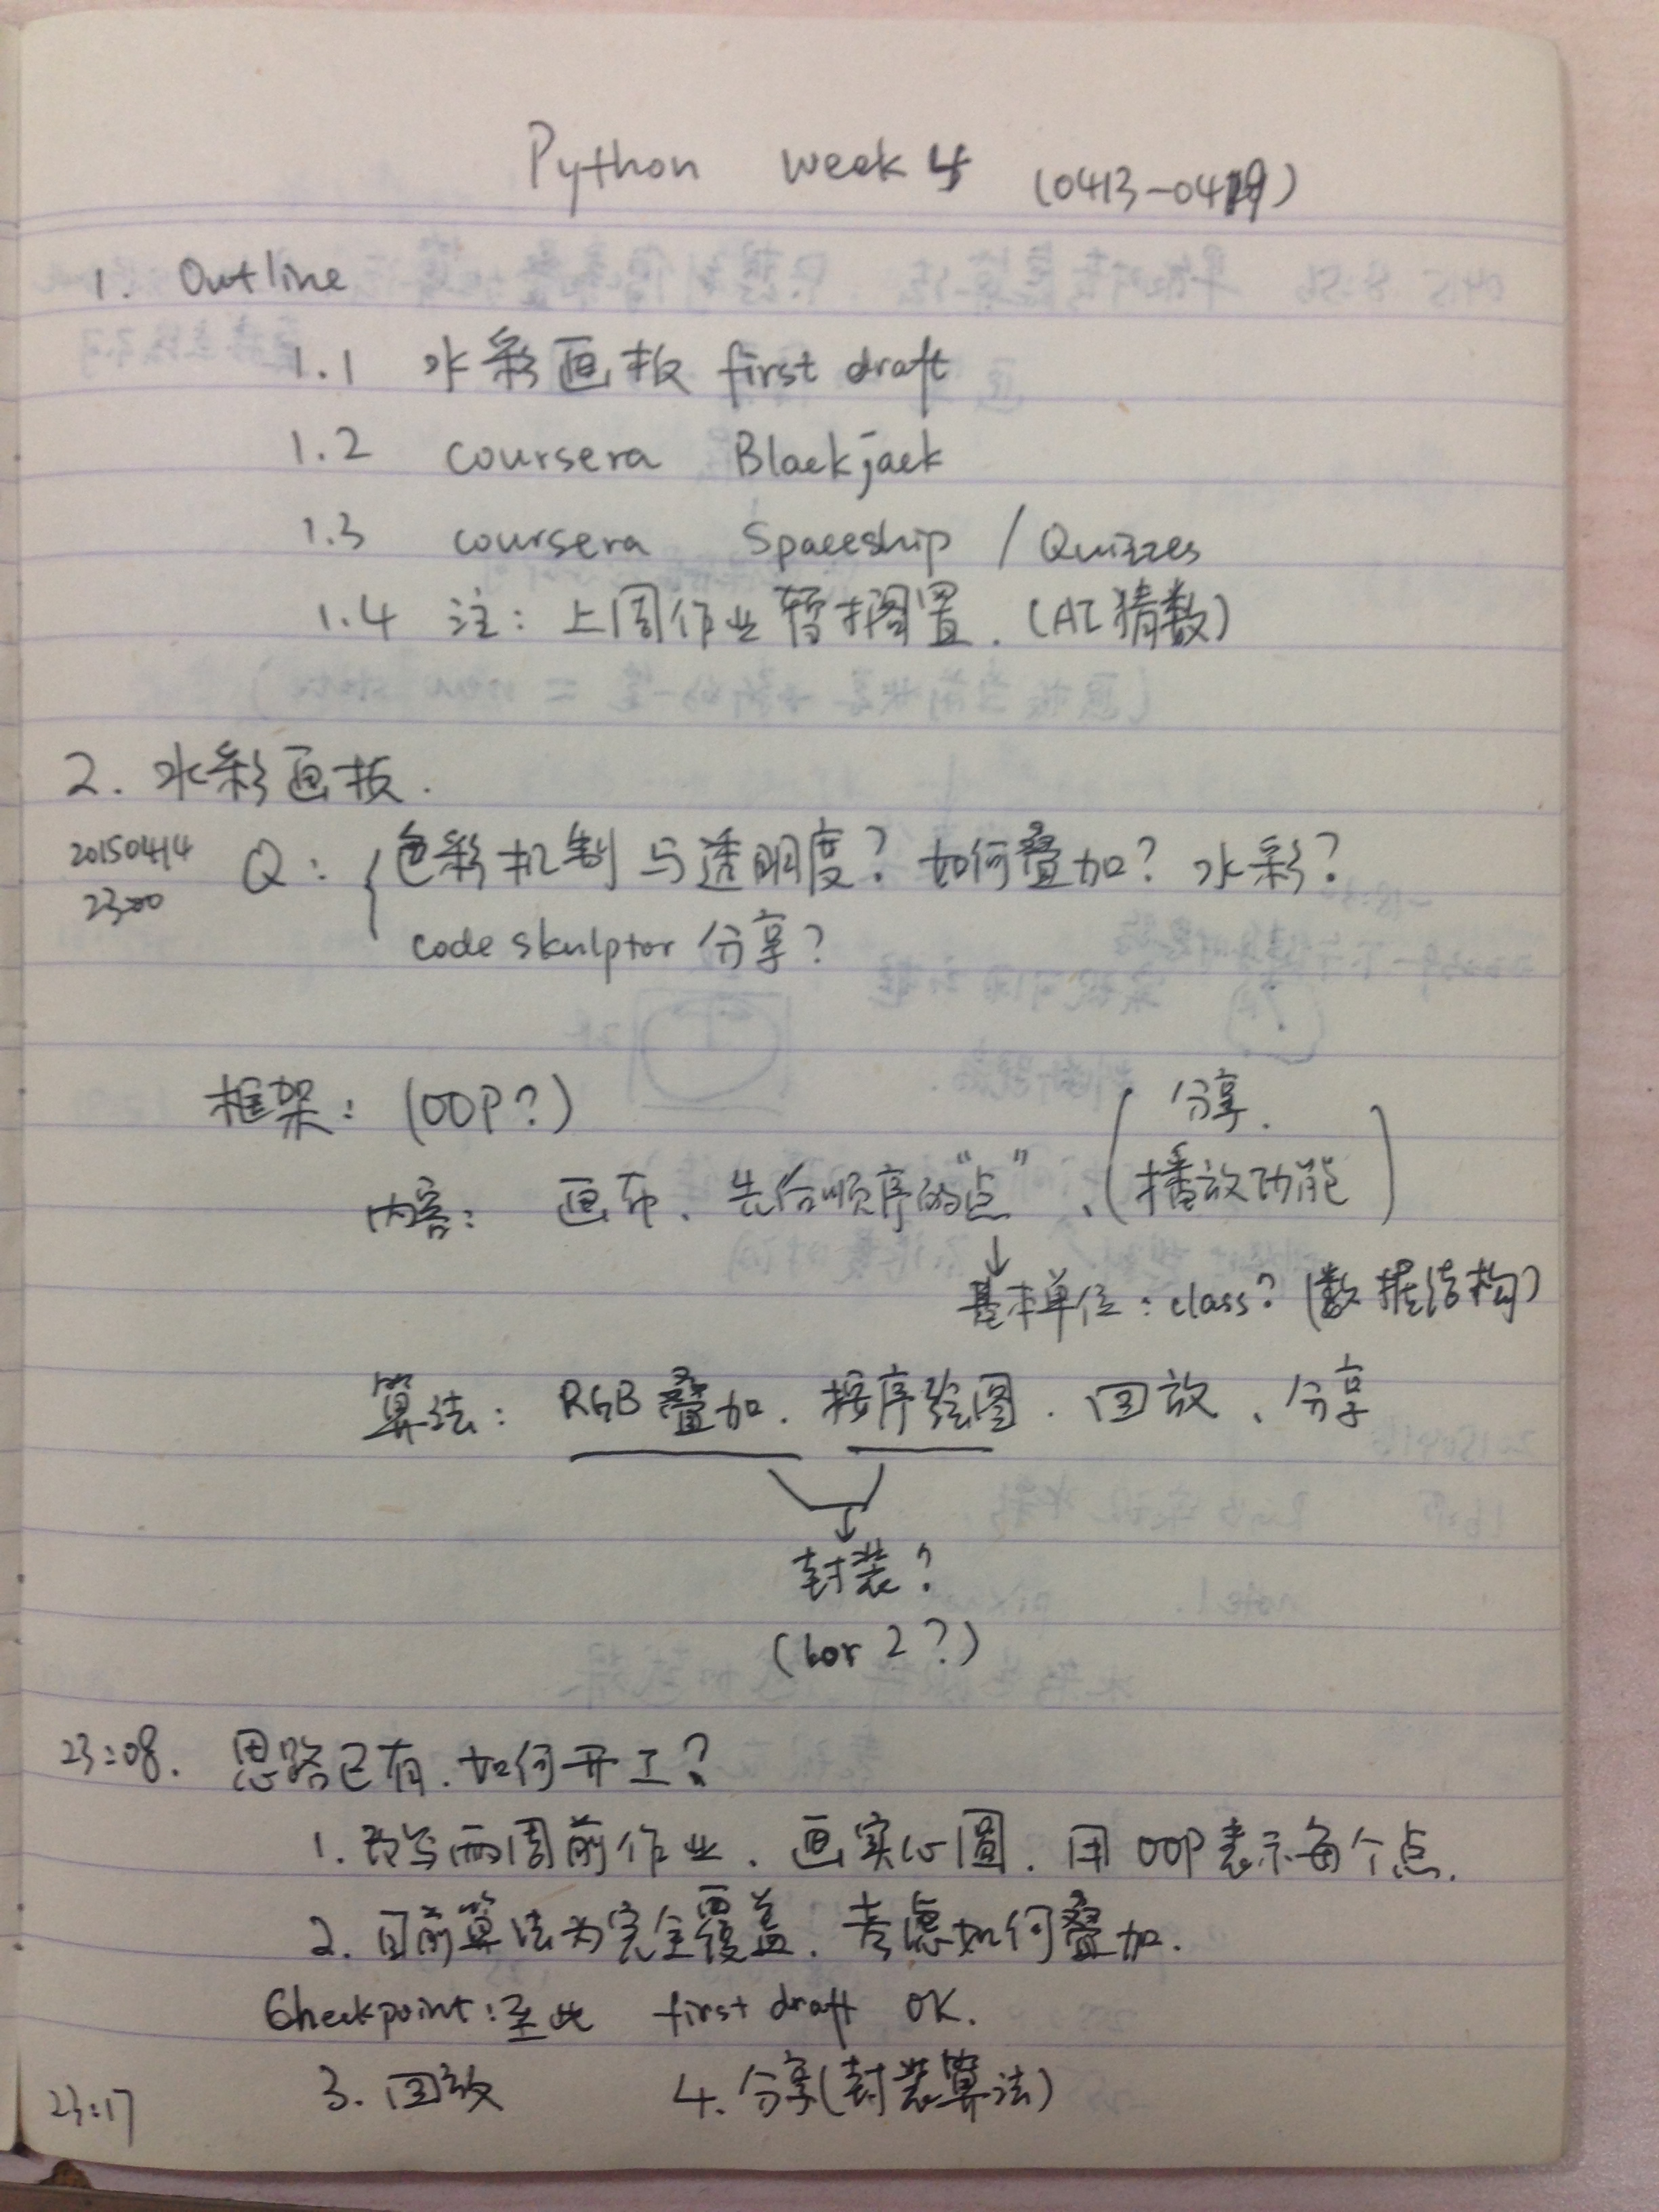 Python week 5 (0413-0419)
1. Outline
1.1 水彩画板 first draft
1.2 coursera Blackjack
1.3 coursera Spaceship / Quizzes
1.4 注：上周作业暂搁置.（AI猜数）
2. 水彩画板.
20150414 Q：色彩机制与透明度？如何叠加？水彩？
23:00 codeskulptor 分享？
框架：(OOP?)
分享.
内容：画布、先后顺序的“点”、（播放功能）
↓
基本单位：class？（数据结构）
算法：RGB叠加. 按序绘图. 回放、分享
↓
封装？
(1 or 2?)
23:08. 思路已有. 如何开工？
1. 改写两周前作业. 画实心圆. 用OOP表示每个点.
2. 目前算法为完全覆盖. 考虑如何叠加.
Checkpoint: 至此 first draft OK.
3. 回放 4. 分享(封装算法)
23:17